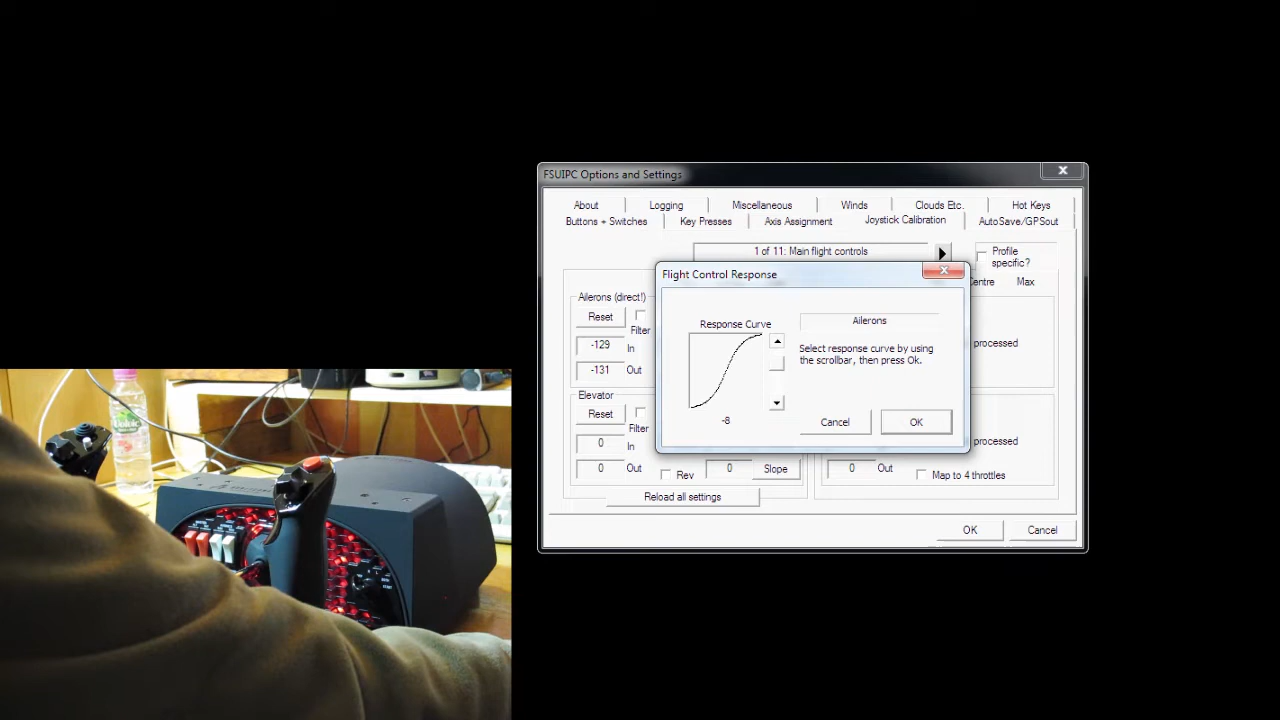 FSUIPC Options and Settings
About Logging Miscellaneous Winds Clouds Etc. Hot Keys
Buttons + Switches Key Presses Axis Assignment Joystick Calibration AutoSave/GPSout
1 of 11: Main flight controls
Profile specific?
Centre Max
Flight Control Response
Response Curve
Ailerons
Select response curve by using
the scrollbar, then press Ok.
-8
Cancel OK
Ailerons (direct!)
Reset
Filter
-129 In
-131 Out
processed
Elevator
Reset
Filter
0 In
0 Out Rev 0 Slope
processed
0 Out Map to 4 throttles
Reload all settings
OK Cancel
Volvic